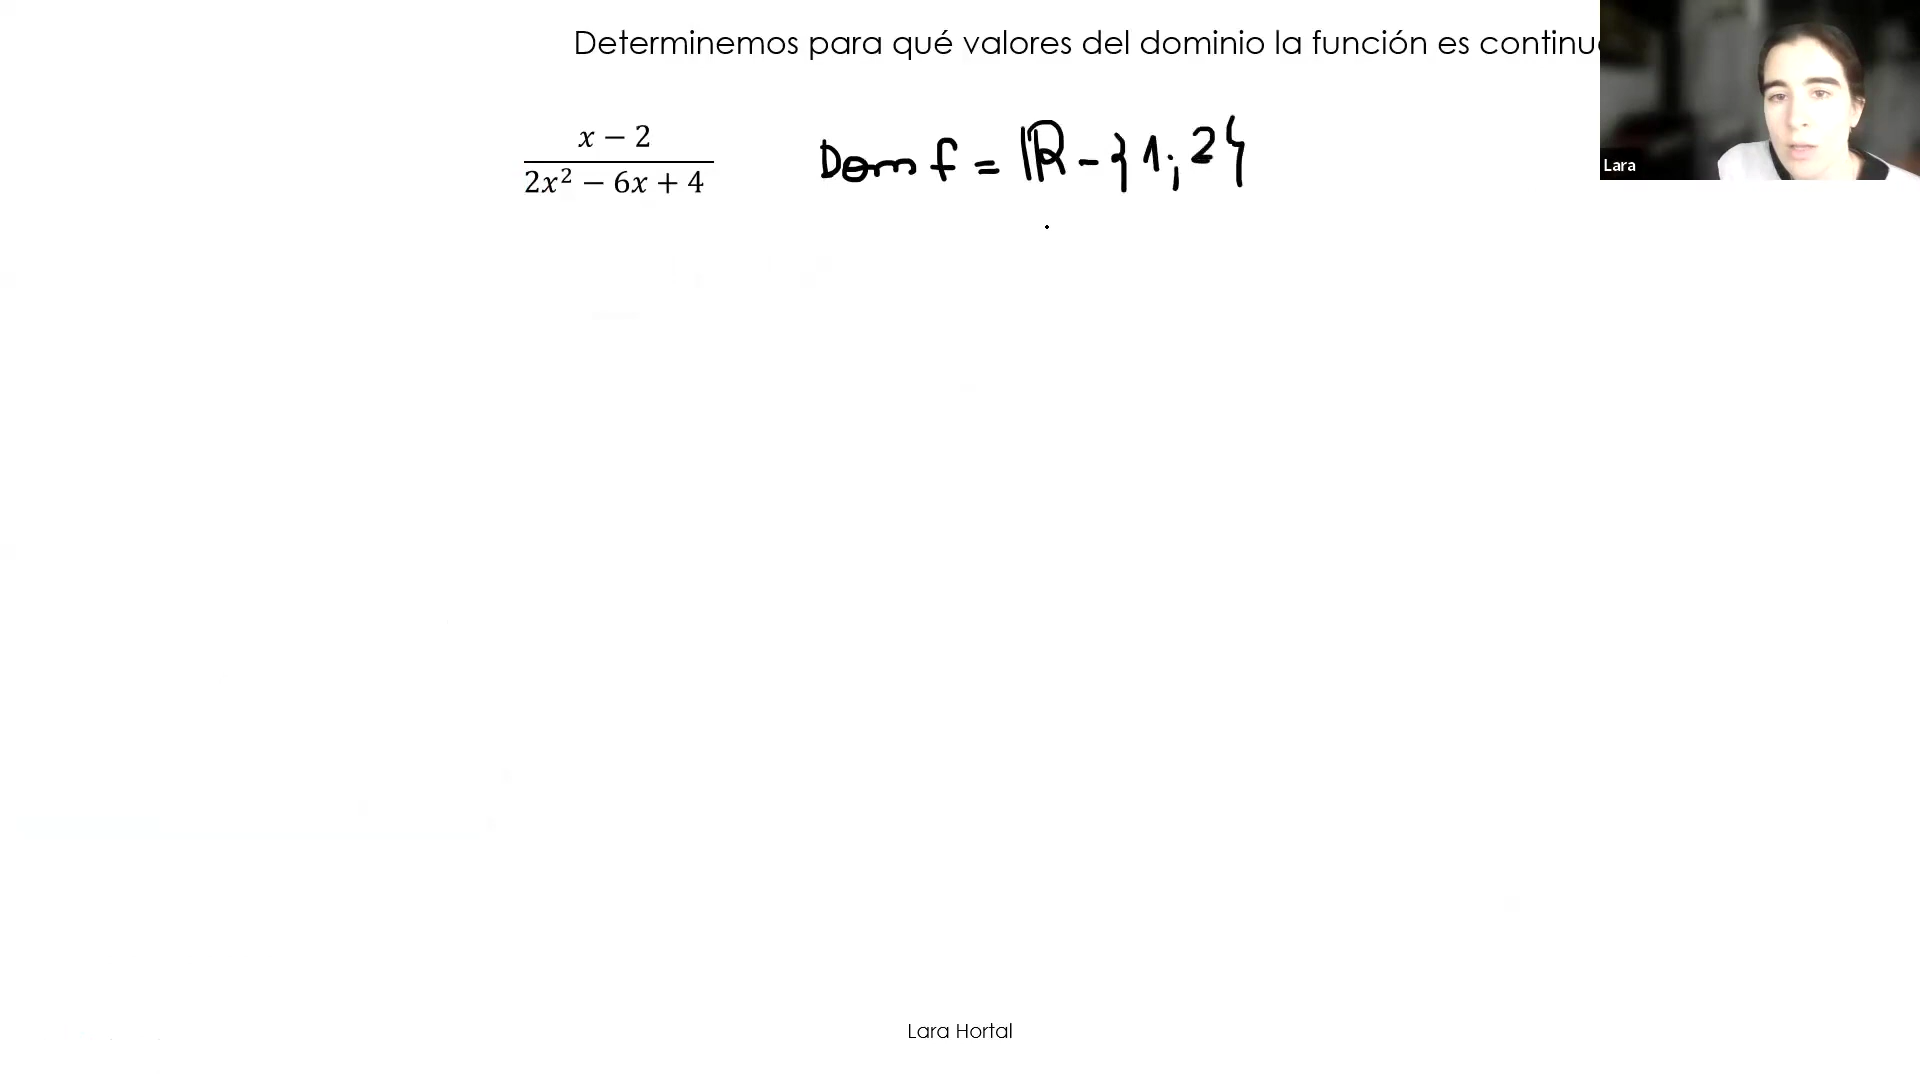 Determinemos para qué valores del dominio la función es continu
x − 2
2x² − 6x + 4
Dom f = ℝ - { 1 ; 2 }
Lara
Lara Hortal